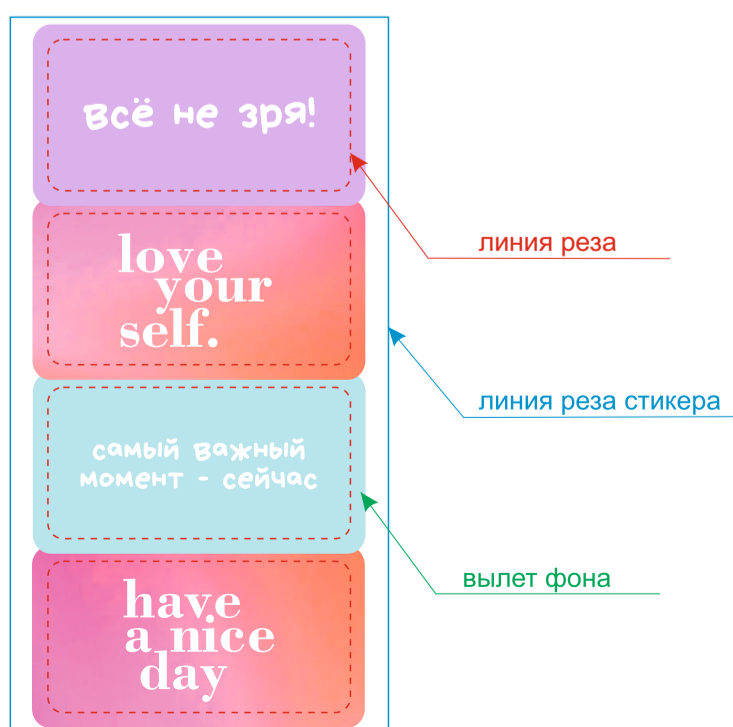 Всё не зря!
линия реза
love
your
self.
линия реза стикера
самый важный
момент - сейчас
вылет фона
have
a nice
day